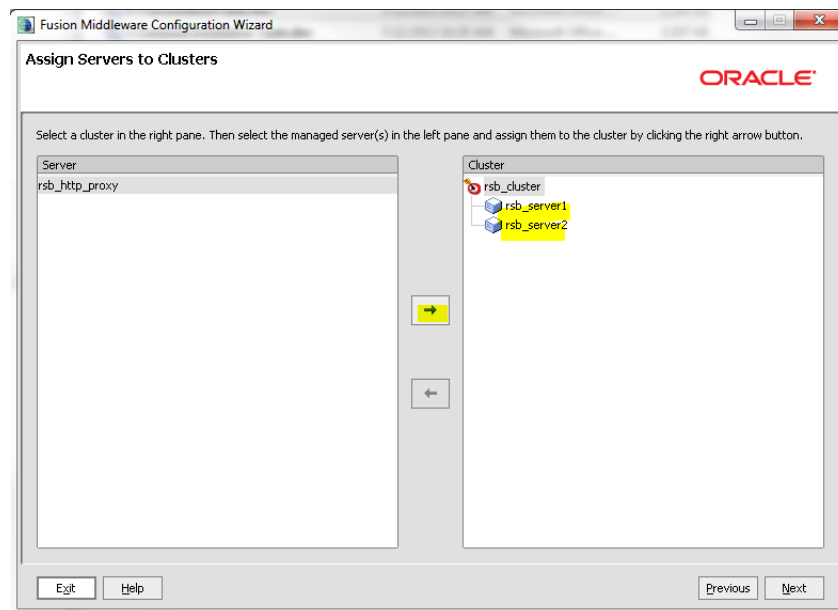 Fusion Middleware Configuration Wizard
Assign Servers to Clusters
ORACLE
Select a cluster in the right pane. Then select the managed server(s) in the left pane and assign them to the cluster by clicking the right arrow button.
Server
rsb_http_proxy
Cluster
rsb_cluster
rsb_server1
rsb_server2
Exit
Help
Previous
Next